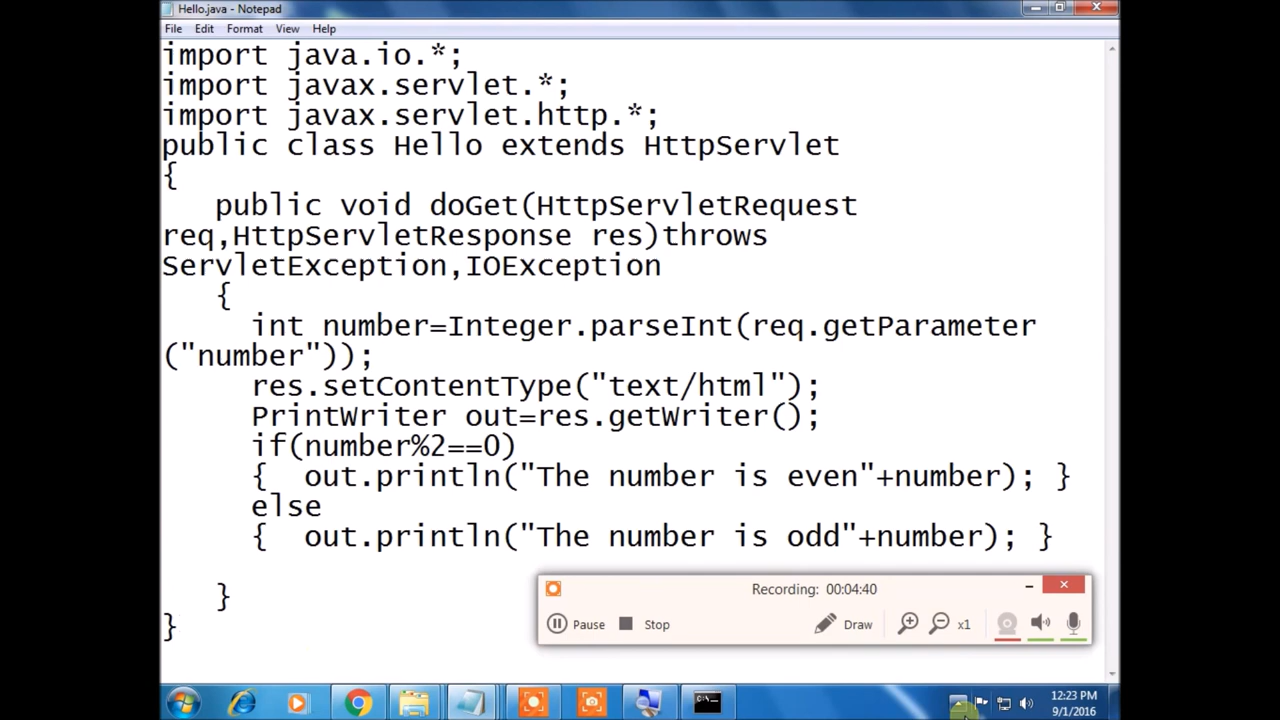 Hello.java - Notepad
File Edit Format View Help
import java.io.*;
import javax.servlet.*;
import javax.servlet.http.*;
public class Hello extends HttpServlet
{
   public void doGet(HttpServletRequest
req,HttpServletResponse res)throws
ServletException,IOException
   {
     int number=Integer.parseInt(req.getParameter
("number"));
     res.setContentType("text/html");
     PrintWriter out=res.getWriter();
     if(number%2==0)
     {  out.println("The number is even"+number); }
     else
     {  out.println("The number is odd"+number); }
   }
}
Recording: 00:04:40
Pause Stop Draw x1
12:23 PM
9/1/2016